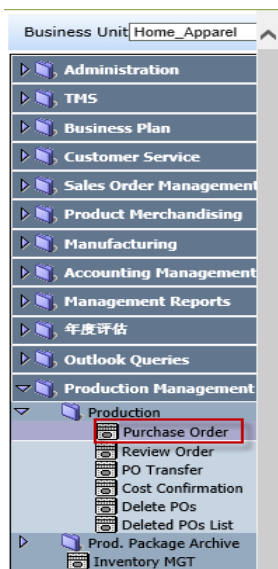 Business Unit Home_Apparel
Administration
TMS
Business Plan
Customer Service
Sales Order Management
Product Merchandising
Manufacturing
Accounting Management
Management Reports
年度评估
Outlook Queries
Production Management
Production
Purchase Order
Review Order
PO Transfer
Cost Confirmation
Delete POs
Deleted POs List
Prod. Package Archive
Inventory MGT